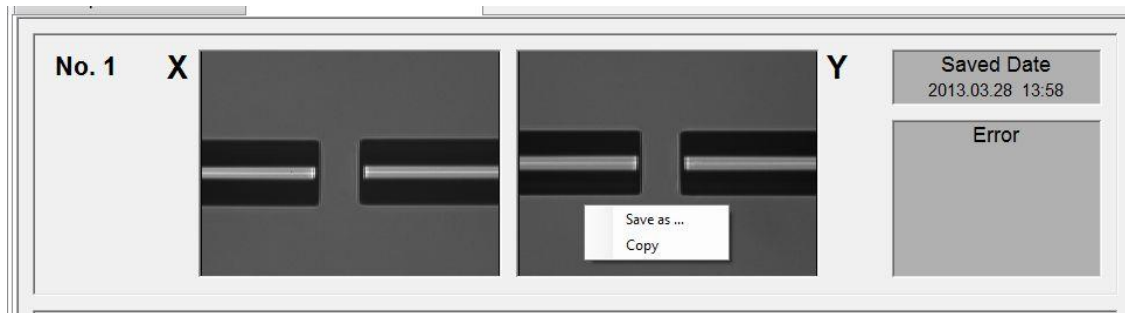 No. 1
X
Y
Saved Date
2013.03.28 13:58
Error
Save as ...
Copy